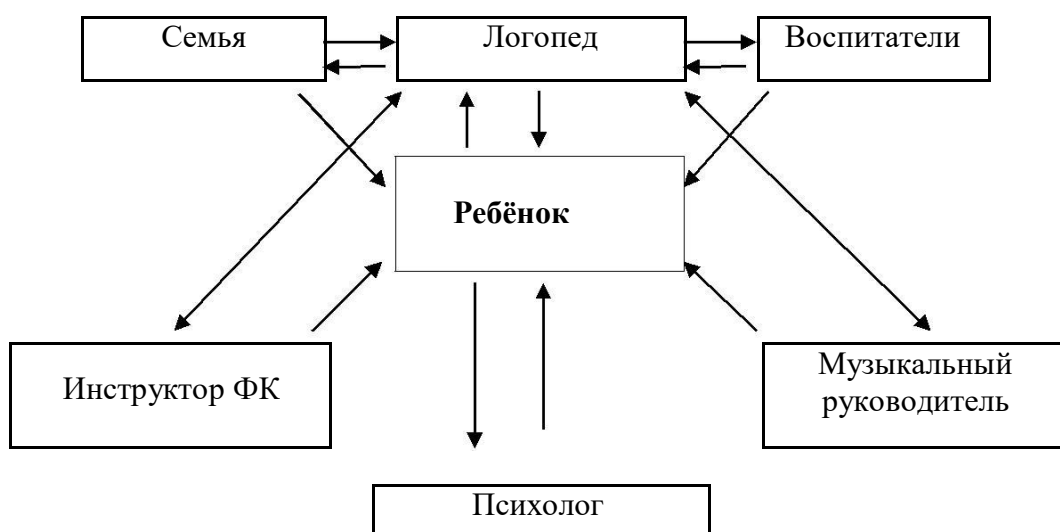 Семья
Логопед
Воспитатели
Ребёнок
Инструктор ФК
Музыкальный
руководитель
Психолог